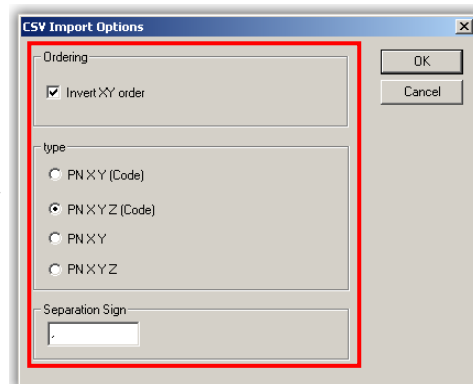 CSV Import Options
Ordering
OK
Invert XY order
Cancel
type
PN X Y (Code)
PN X Y Z (Code)
PN X Y
PN X Y Z
Separation Sign
,